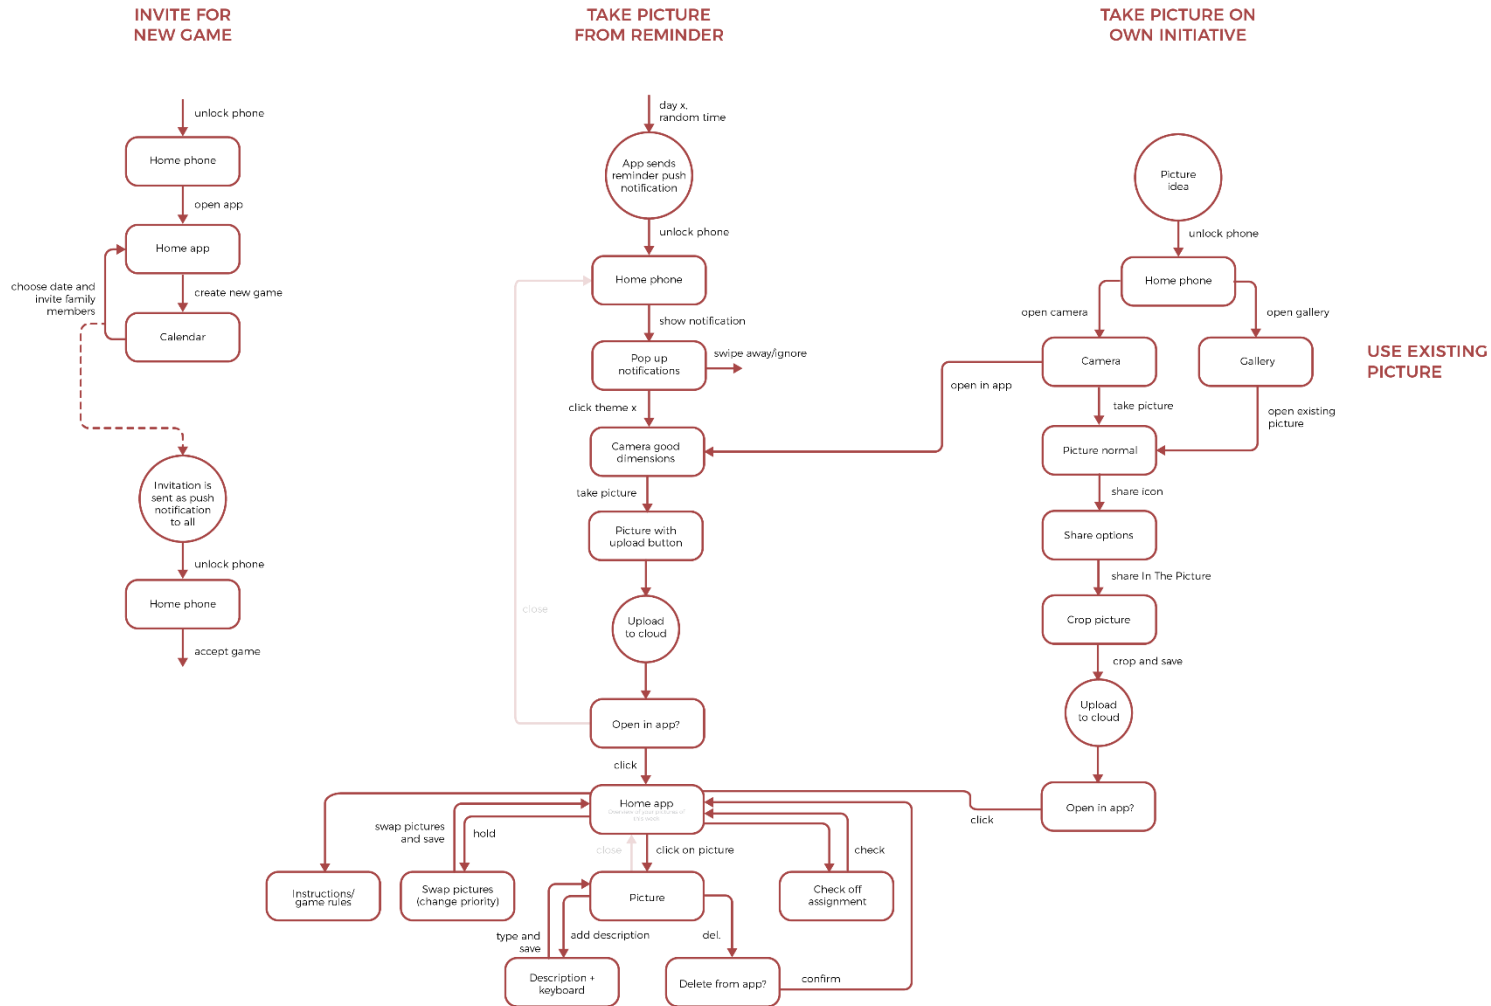 INVITE FOR
NEW GAME
unlock phone
Home phone
open app
Home app
choose date and
invite family
members
create new game
Calendar
Invitation is
sent as push
notification
to all
unlock phone
Home phone
accept game
TAKE PICTURE
FROM REMINDER
day x,
random time
App sends
reminder push
notification
unlock phone
Home phone
show notification
Pop up
notifications
swipe away/ignore
click theme x
Camera good
dimensions
take picture
Picture with
upload button
close
Upload
to cloud
Open in app?
click
Home app
swap pictures
and save
hold
close
click on picture
check
Instructions/
game rules
Swap pictures
(change priority)
Picture
Check off
assignment
type and
save
add description
del.
Description +
keyboard
Delete from app?
confirm
TAKE PICTURE ON
OWN INITIATIVE
Picture
idea
unlock phone
Home phone
open camera
open gallery
Camera
Gallery
USE EXISTING
PICTURE
open in app
take picture
open existing
picture
Picture normal
share icon
Share options
share In The Picture
Crop picture
crop and save
Upload
to cloud
Open in app?
click